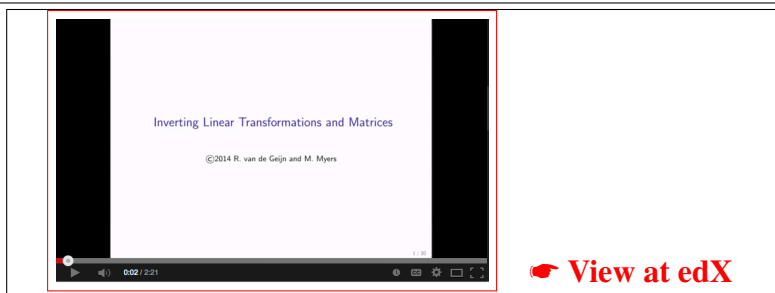 Inverting Linear Transformations and Matrices
©2014 R. van de Geijn and M. Myers
1 / 30
0:02 / 2:21
CC
☛ View at edX